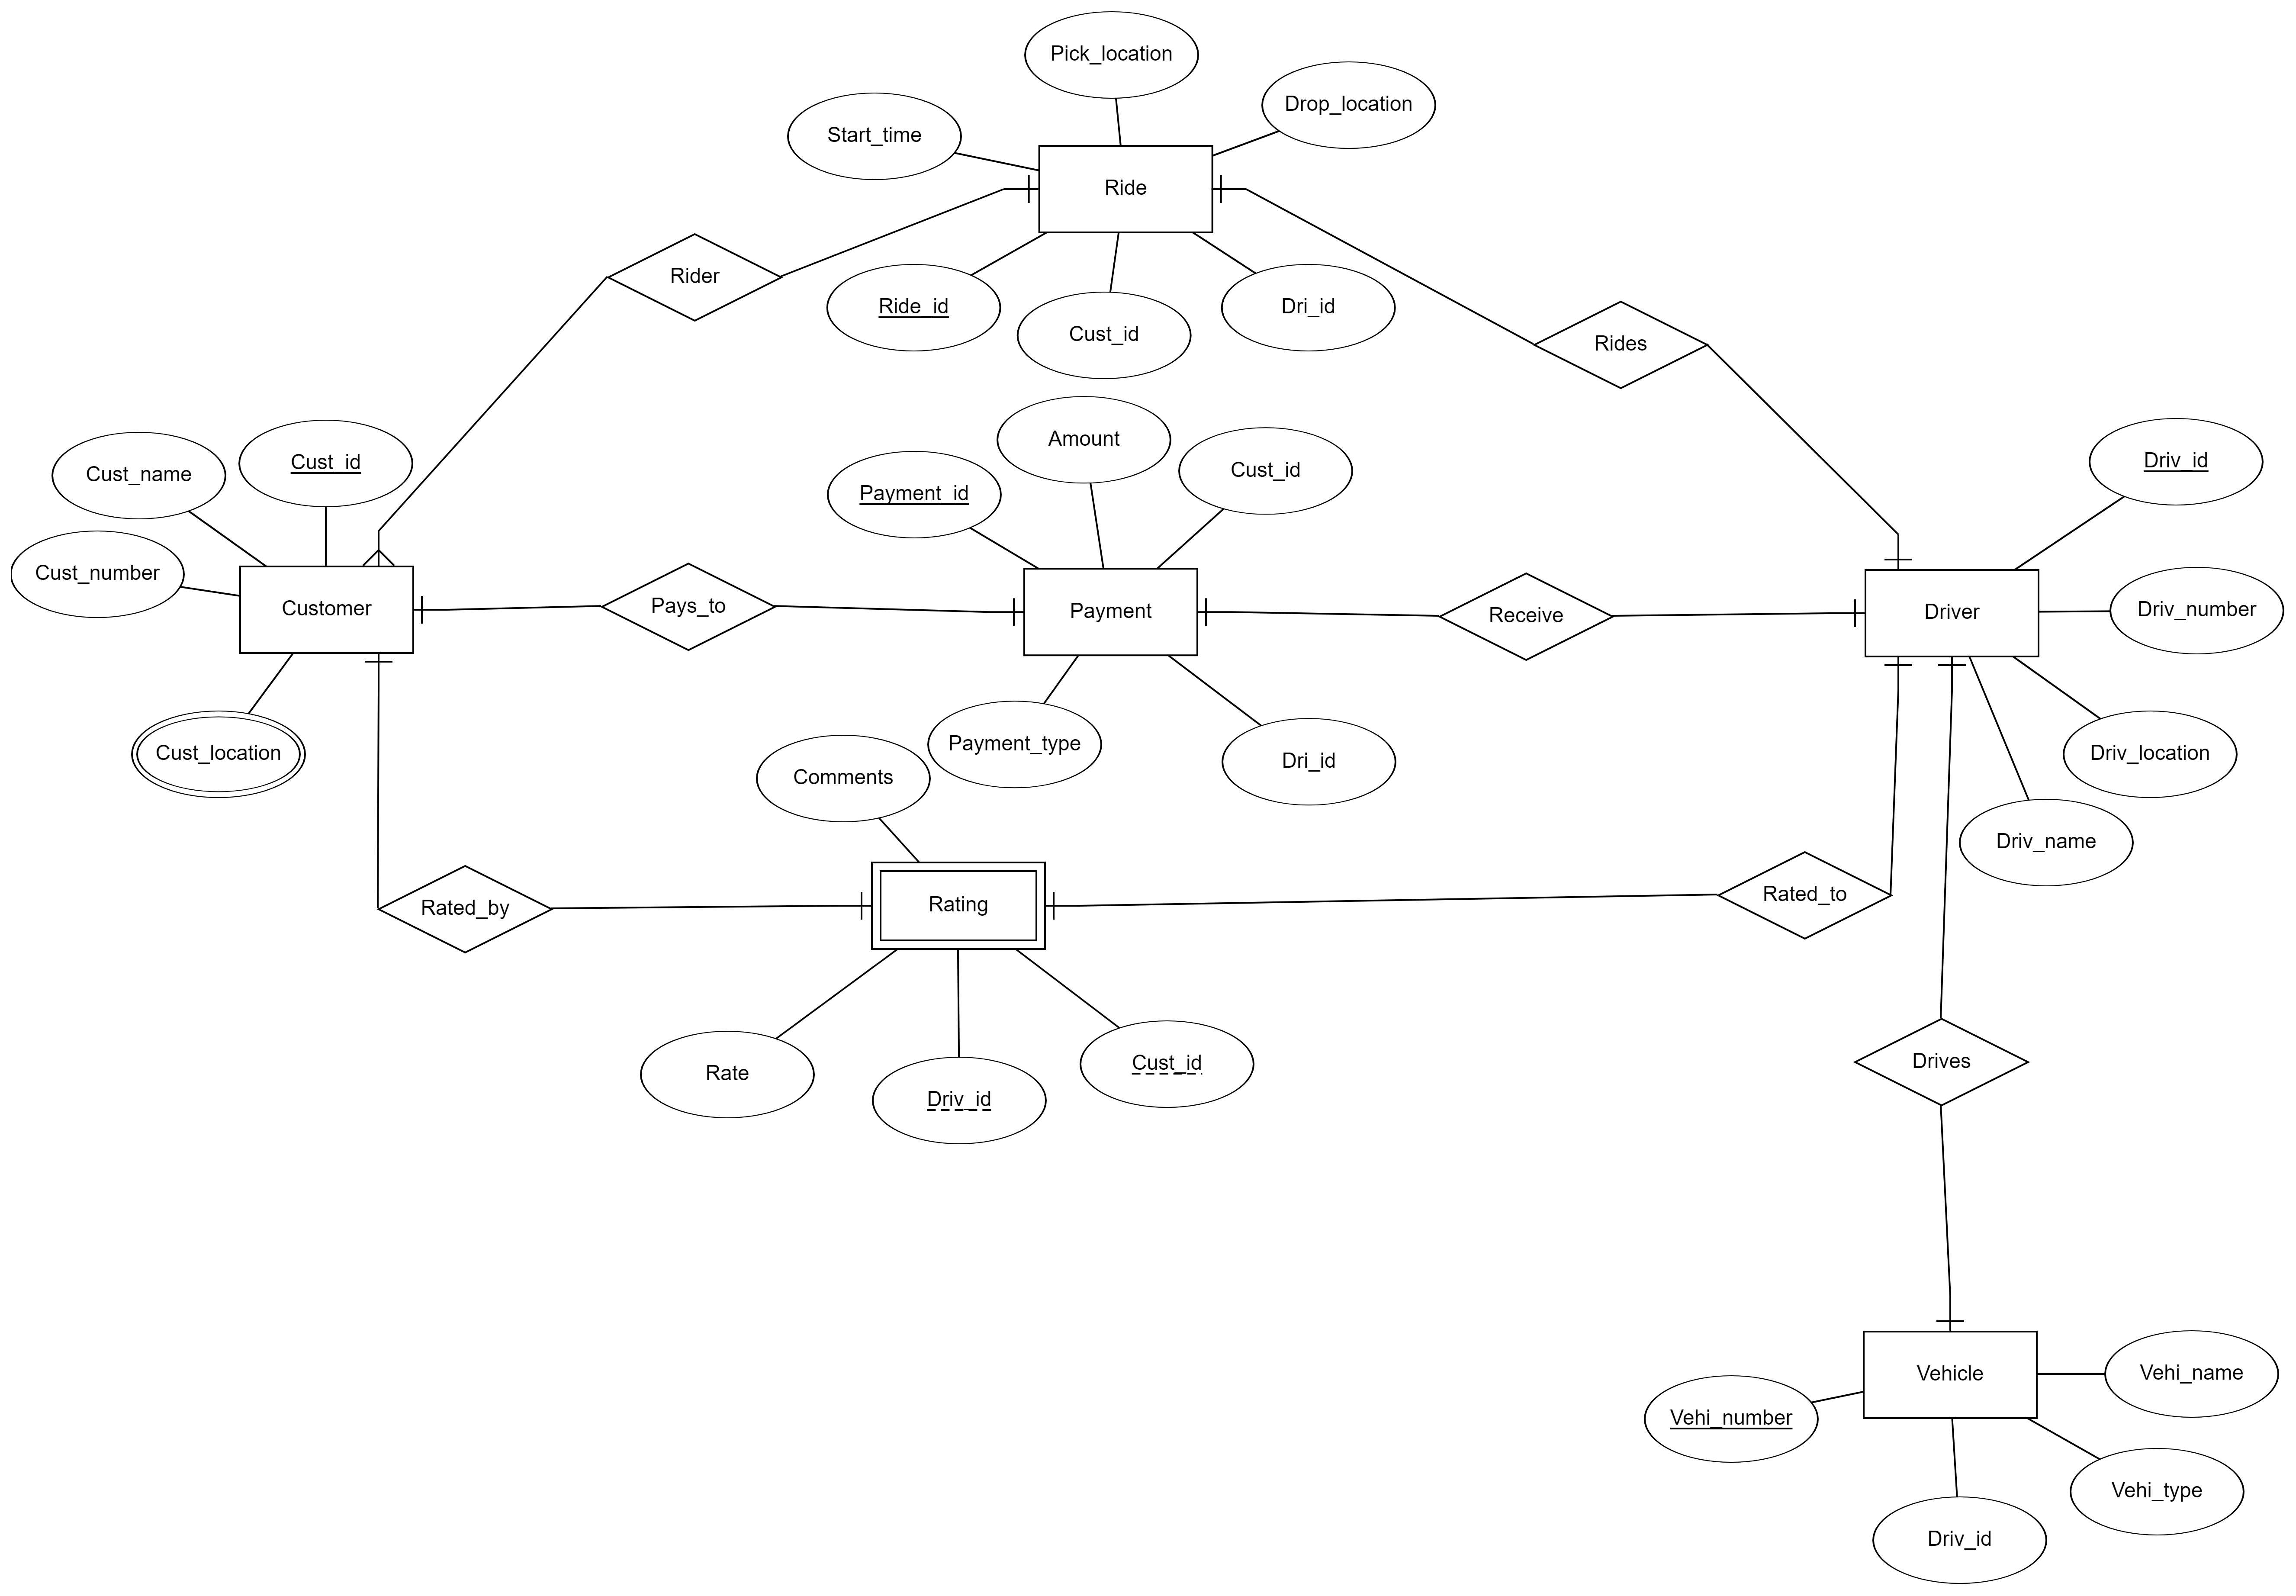 Pick_location
Drop_location
Start_time
Ride
Rider
Ride_id
Cust_id
Dri_id
Rides
Amount
Cust_name
Cust_id
Payment_id
Cust_id
Driv_id
Cust_number
Customer
Pays_to
Payment
Receive
Driver
Driv_number
Cust_location
Payment_type
Dri_id
Driv_location
Comments
Driv_name
Rated_by
Rating
Rated_to
Rate
Driv_id
Cust_id
Drives
Vehicle
Vehi_name
Vehi_number
Vehi_type
Driv_id